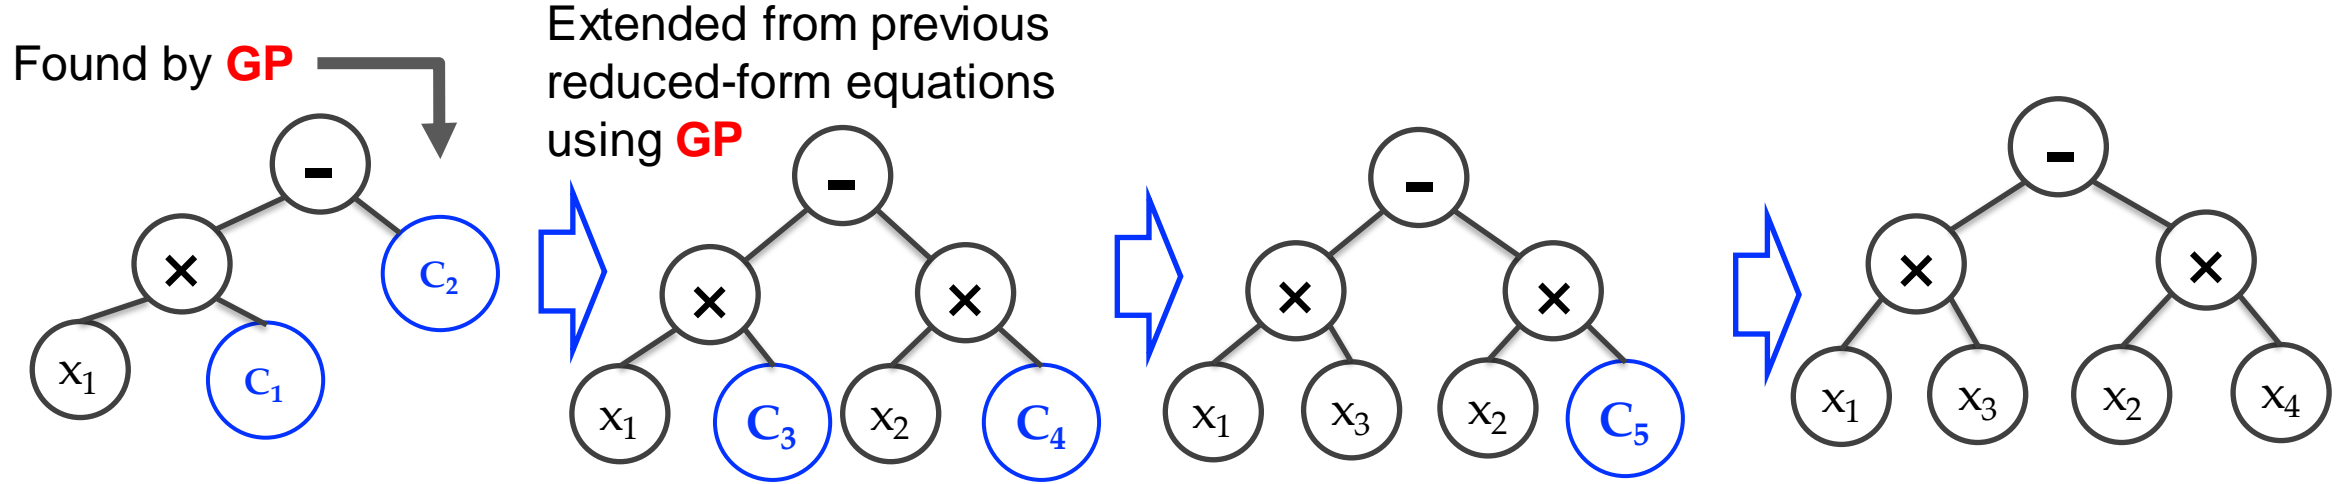 Found by GP
Extended from previous
reduced-form equations
using GP
-
×
C₂
x₁
C₁
-
×
×
x₁
C₃
x₂
C₄
-
×
×
x₁
x₃
x₂
C₅
-
×
×
x₁
x₃
x₂
x₄